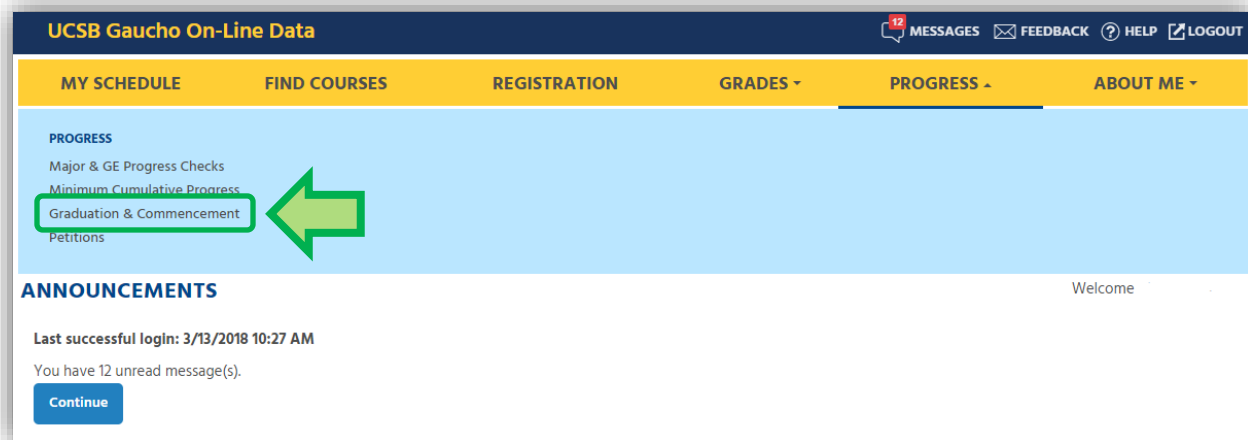 UCSB Gaucho On-Line Data
12 MESSAGES FEEDBACK ? HELP LOGOUT
MY SCHEDULE FIND COURSES REGISTRATION GRADES PROGRESS ABOUT ME
PROGRESS
Major & GE Progress Checks
Minimum Cumulative Progress
Graduation & Commencement
Petitions
ANNOUNCEMENTS
Welcome
Last successful login: 3/13/2018 10:27 AM
You have 12 unread message(s).
Continue